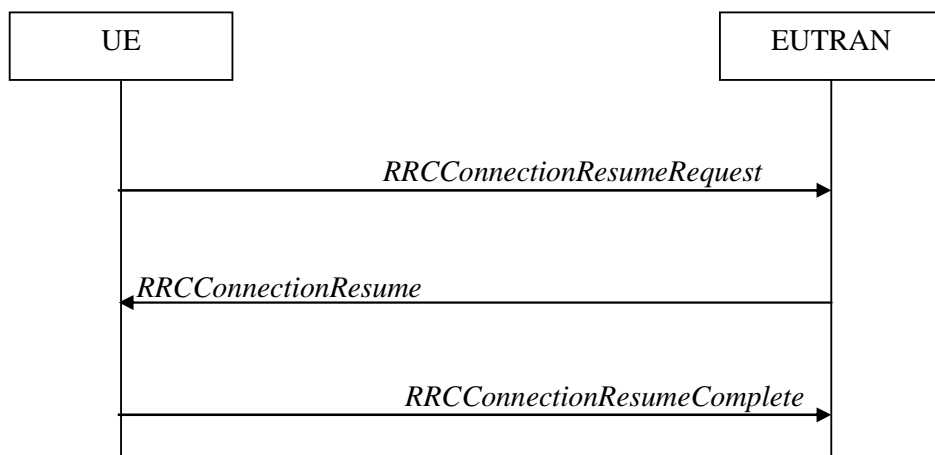 UE
EUTRAN
RRCConnectionResumeRequest
RRCConnectionResume
RRCConnectionResumeComplete